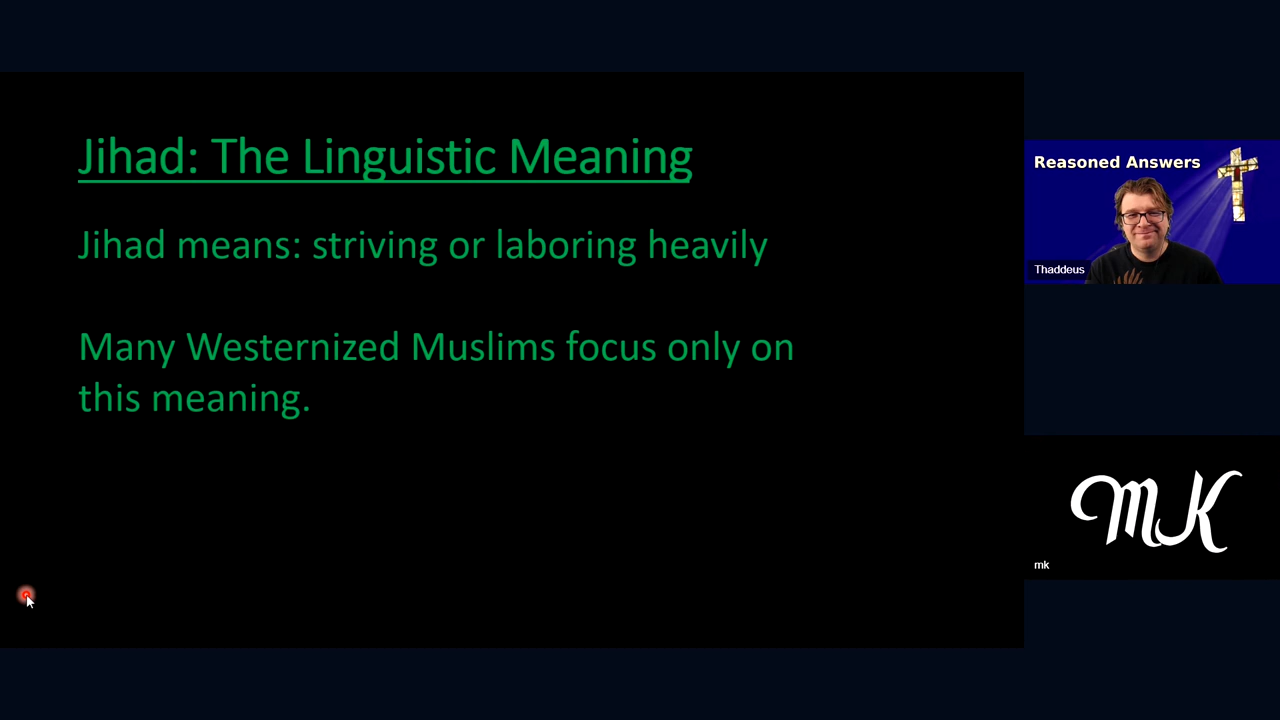 Jihad: The Linguistic Meaning
Jihad means: striving or laboring heavily
Many Westernized Muslims focus only on
this meaning.
Reasoned Answers
Thaddeus
MK
mk